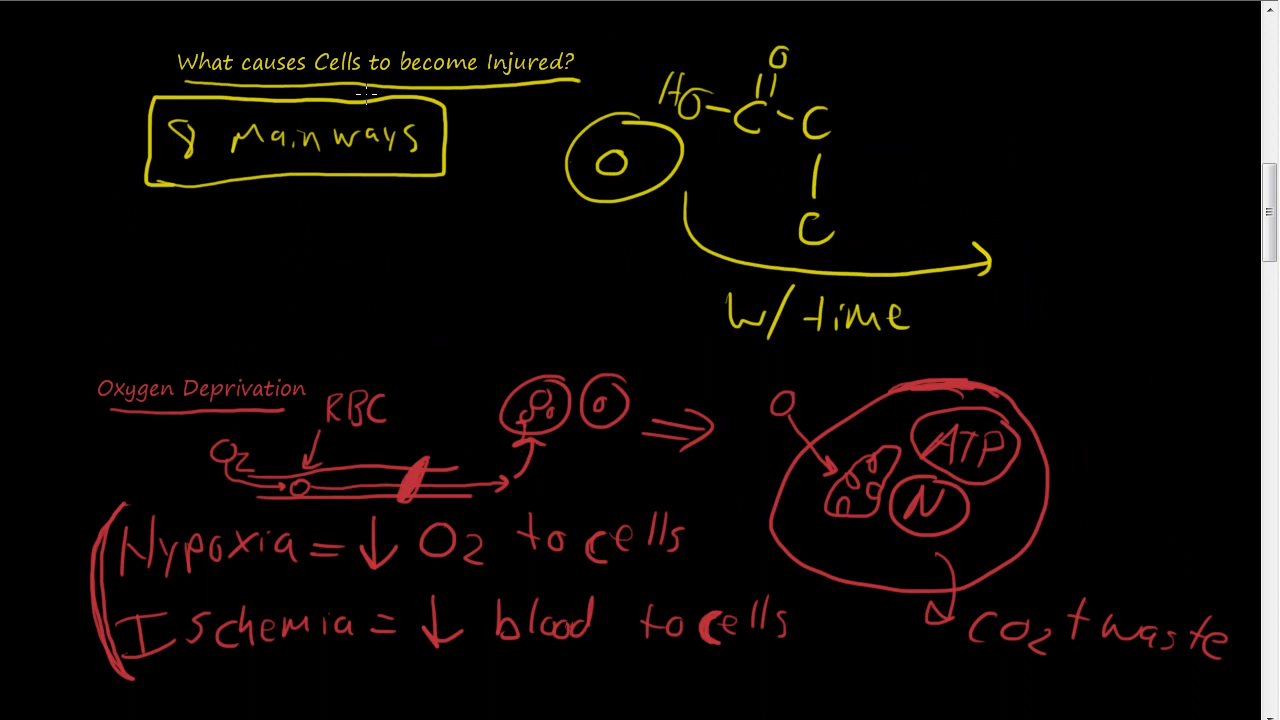 What causes Cells to become Injured?
8 Main ways
O
HO-C-C
C
w/ time
Oxygen Deprivation
RBC
O2
O
ATP
N
Hypoxia = ↓ O2 to cells
Ischemia = ↓ blood to cells
CO2 + waste